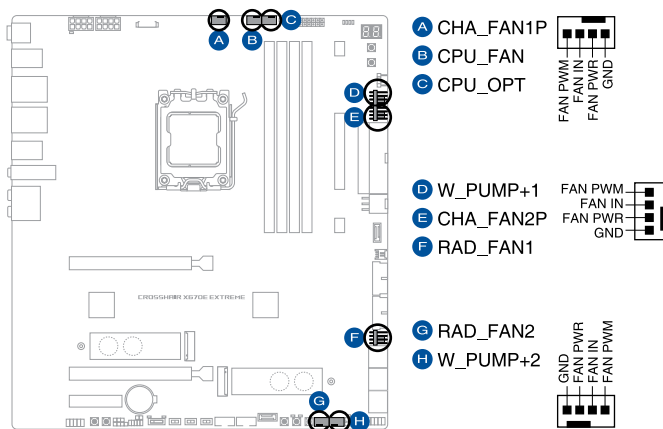 A CHA_FAN1P
B CPU_FAN
C CPU_OPT
FAN PWM
FAN IN
FAN PWR
GND
D W_PUMP+1
E CHA_FAN2P
F RAD_FAN1
FAN PWM
FAN IN
FAN PWR
GND
G RAD_FAN2
H W_PUMP+2
GND
FAN PWR
FAN IN
FAN PWM
A
B
C
D
E
CROSSHAIR X670E EXTREME
F
G
H